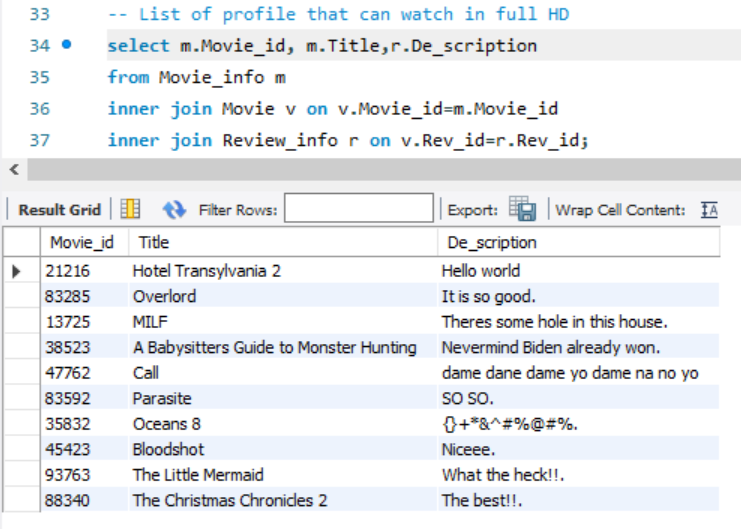 33 -- List of profile that can watch in full HD
34 select m.Movie_id, m.Title,r.De_scription
35 from Movie_info m
36 inner join Movie v on v.Movie_id=m.Movie_id
37 inner join Review_info r on v.Rev_id=r.Rev_id;
Result Grid Filter Rows: Export: Wrap Cell Content: IA
Movie_id Title De_scription
21216 Hotel Transylvania 2 Hello world
83285 Overlord It is so good.
13725 MILF Theres some hole in this house.
38523 A Babysitters Guide to Monster Hunting Nevermind Biden already won.
47762 Call dame dane dame yo dame na no yo
83592 Parasite SO SO.
35832 Oceans 8 {}+*&^#%@#%.
45423 Bloodshot Niceee.
93763 The Little Mermaid What the heck!!.
88340 The Christmas Chronicles 2 The best!!.